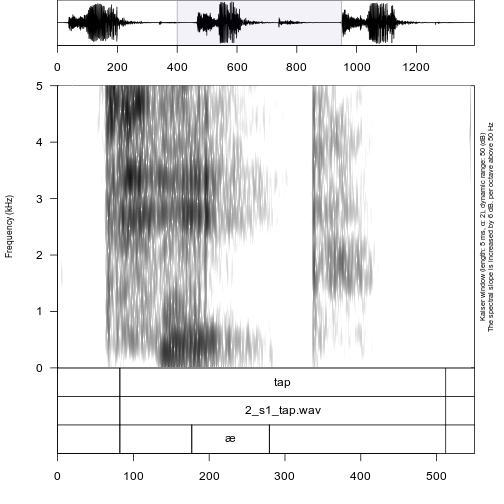 0 200 400 600 800 1000 1200
5
4
3
2
1
0
Frequency (kHz)
Kaiser window (length: 5 ms, α: 2), dynamic range: 50 (dB)
The spectral slope is increased by 6 dB. per octave above 50 Hz
tap
2_s1_tap.wav
æ
0 100 200 300 400 500